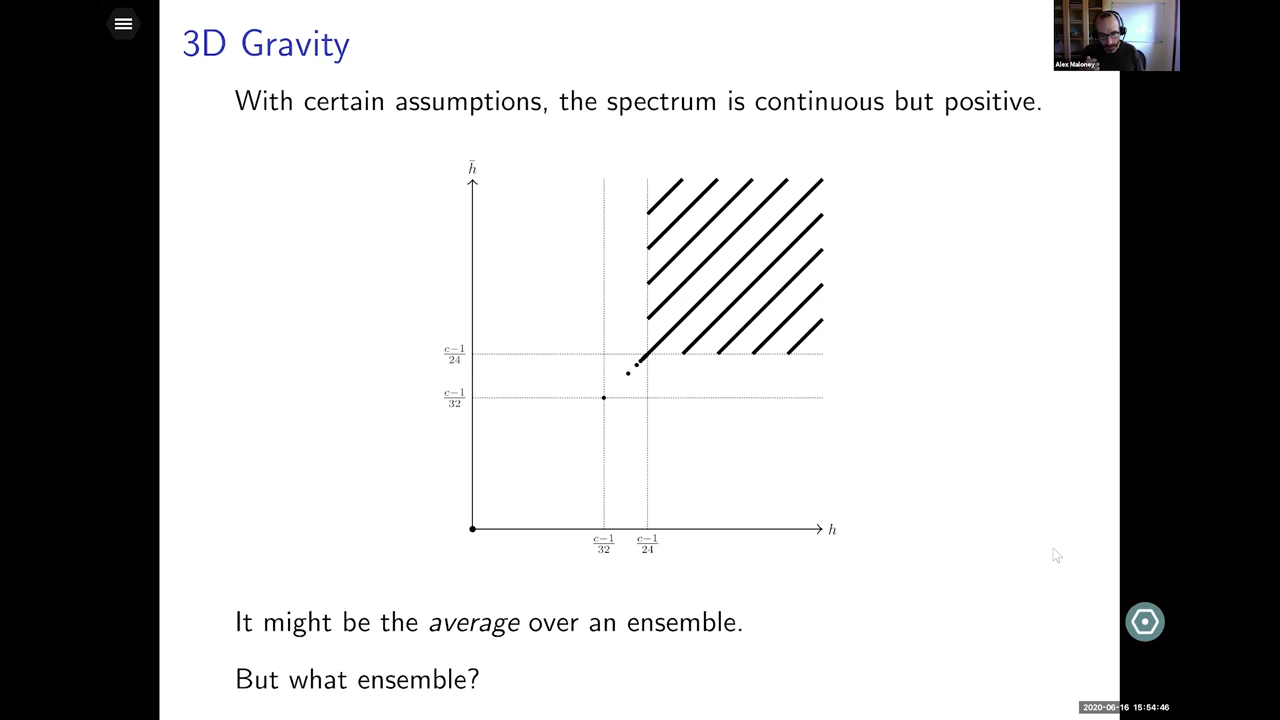 3D Gravity
Alex Maloney
With certain assumptions, the spectrum is continuous but positive.
h̄
c−1
24
c−1
32
h
c−1
32
c−1
24
It might be the average over an ensemble.
But what ensemble?
2020-06-16 15:54:46